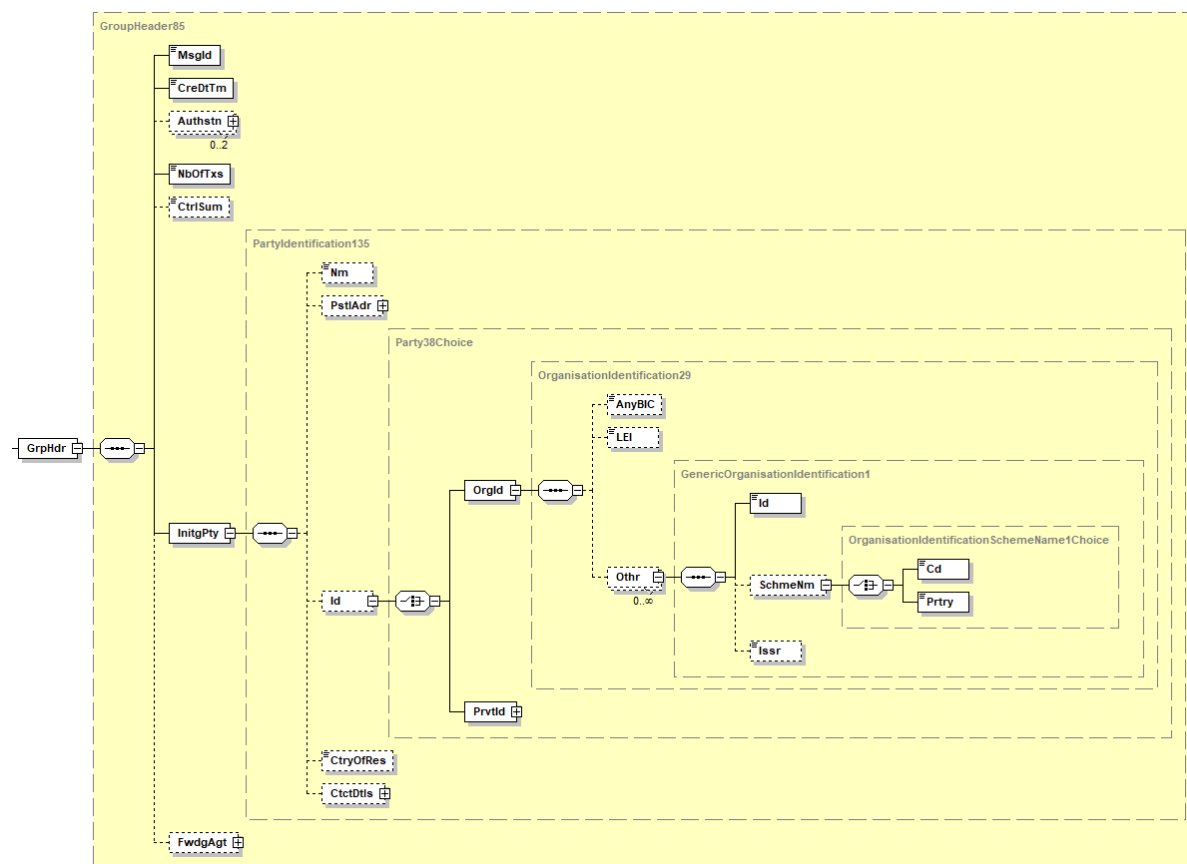 GroupHeader85
MsgId
CreDtTm
Authstn
0..2
NbOfTxs
CtrlSum
PartyIdentification135
Nm
PstlAdr
Party38Choice
OrganisationIdentification29
AnyBIC
LEI
GrpHdr
GenericOrganisationIdentification1
OrgId
Id
InitgPty
OrganisationIdentificationSchemeName1Choice
Cd
Othr
0..∞
SchmeNm
Id
Prtry
Issr
PrvtId
CtryOfRes
CtctDtls
FwdgAgt